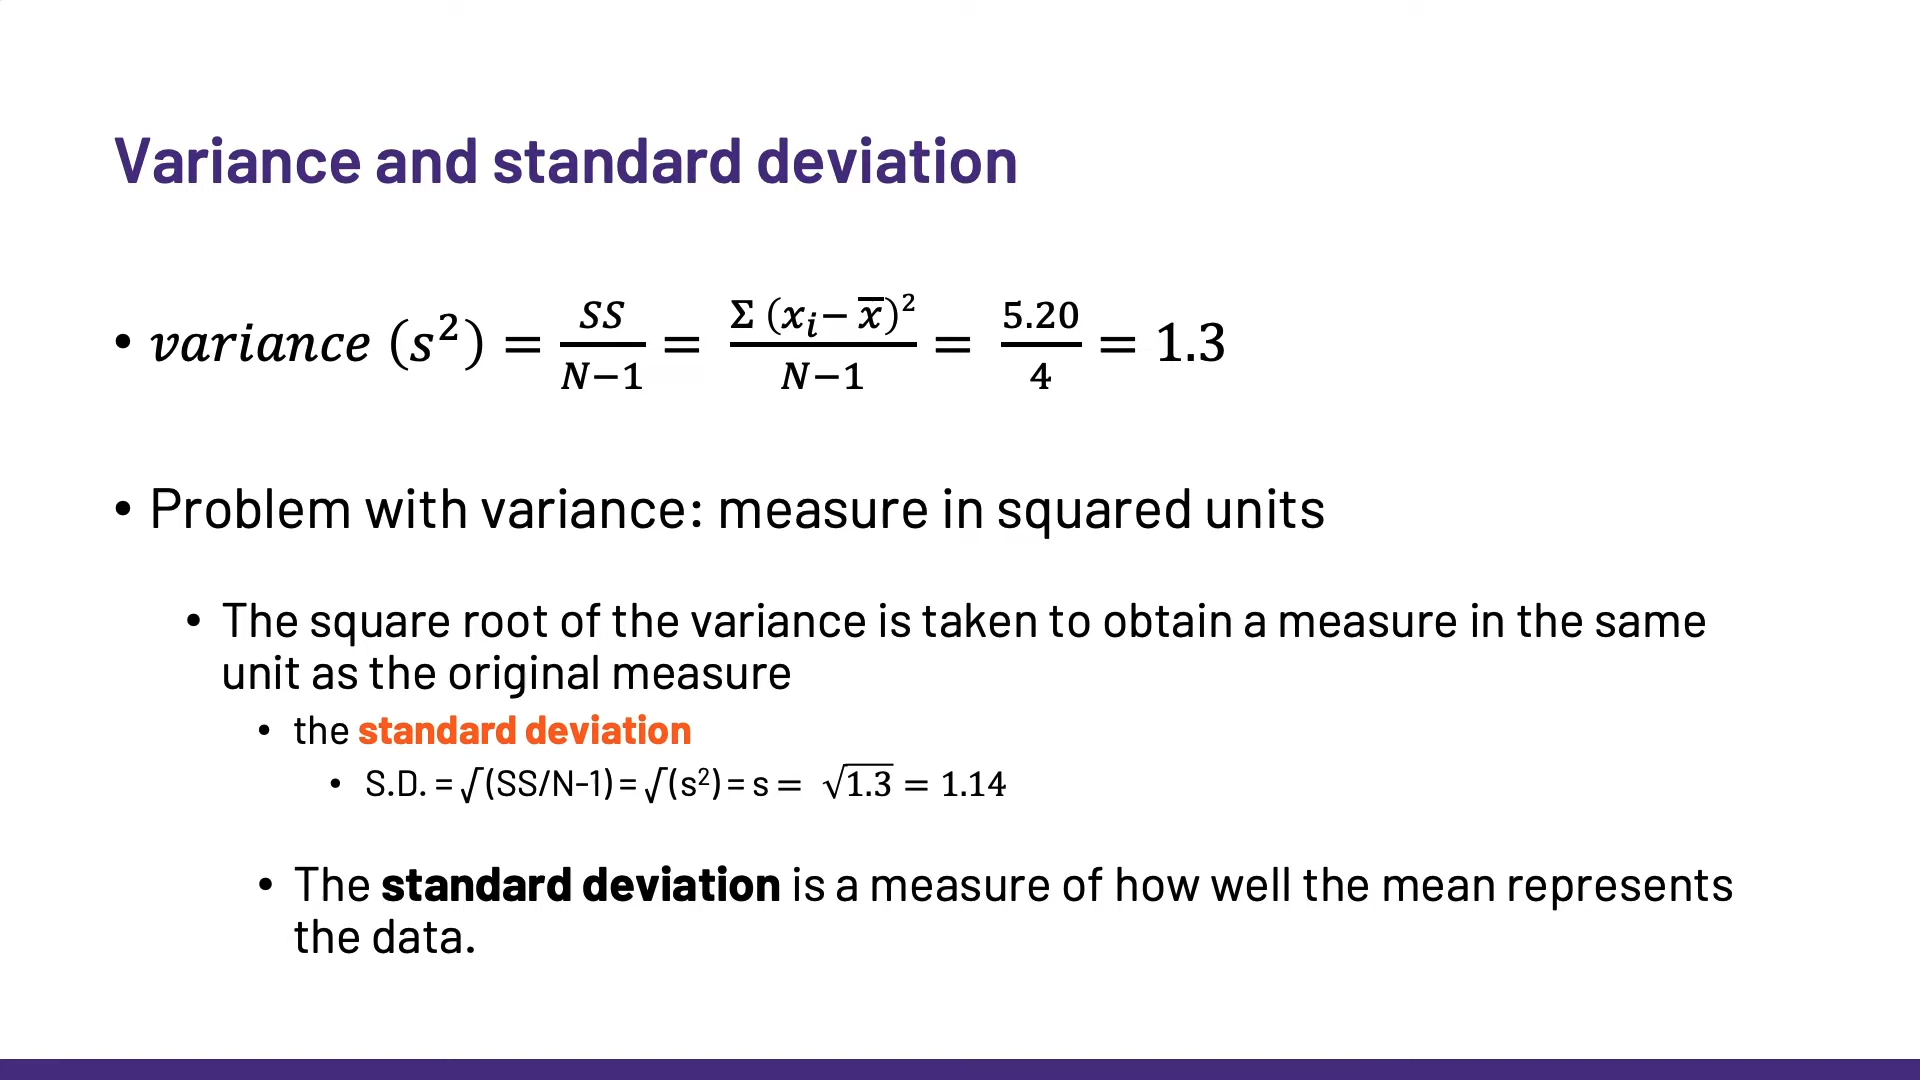 Variance and standard deviation
• variance (s²) = SS/N−1 = Σ (xᵢ− x̅)²/N−1 = 5.20/4 = 1.3
• Problem with variance: measure in squared units
• The square root of the variance is taken to obtain a measure in the same
unit as the original measure
• the standard deviation
• S.D. = √(SS/N-1) = √(s²) = s = √1.3 = 1.14
• The standard deviation is a measure of how well the mean represents
the data.